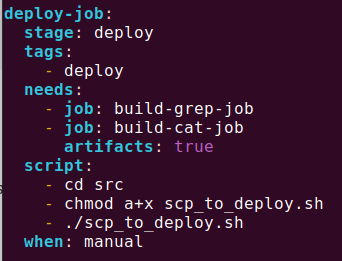 deploy-job:
  stage: deploy
  tags:
    - deploy
  needs:
    - job: build-grep-job
    - job: build-cat-job
      artifacts: true
  script:
    - cd src
    - chmod a+x scp_to_deploy.sh
    - ./scp_to_deploy.sh
  when: manual